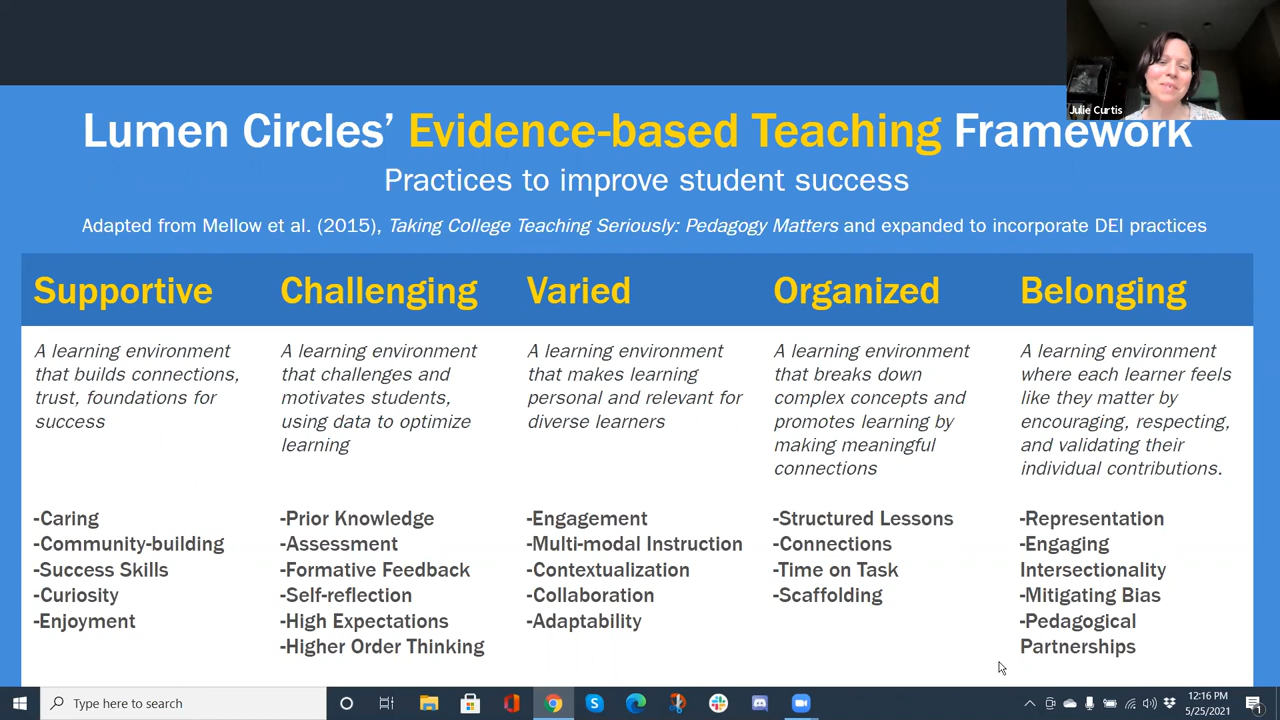 Julie Curtis
Lumen Circles’ Evidence-based Teaching Framework
Practices to improve student success
Adapted from Mellow et al. (2015), Taking College Teaching Seriously: Pedagogy Matters and expanded to incorporate DEI practices
Supportive
A learning environment
that builds connections,
trust, foundations for
success
-Caring
-Community-building
-Success Skills
-Curiosity
-Enjoyment
Challenging
A learning environment
that challenges and
motivates students,
using data to optimize
learning
-Prior Knowledge
-Assessment
-Formative Feedback
-Self-reflection
-High Expectations
-Higher Order Thinking
Varied
A learning environment
that makes learning
personal and relevant for
diverse learners
-Engagement
-Multi-modal Instruction
-Contextualization
-Collaboration
-Adaptability
Organized
A learning environment
that breaks down
complex concepts and
promotes learning by
making meaningful
connections
-Structured Lessons
-Connections
-Time on Task
-Scaffolding
Belonging
A learning environment
where each learner feels
like they matter by
encouraging, respecting,
and validating their
individual contributions.
-Representation
-Engaging
Intersectionality
-Mitigating Bias
-Pedagogical
Partnerships
Type here to search
12:16 PM
5/25/2021
1